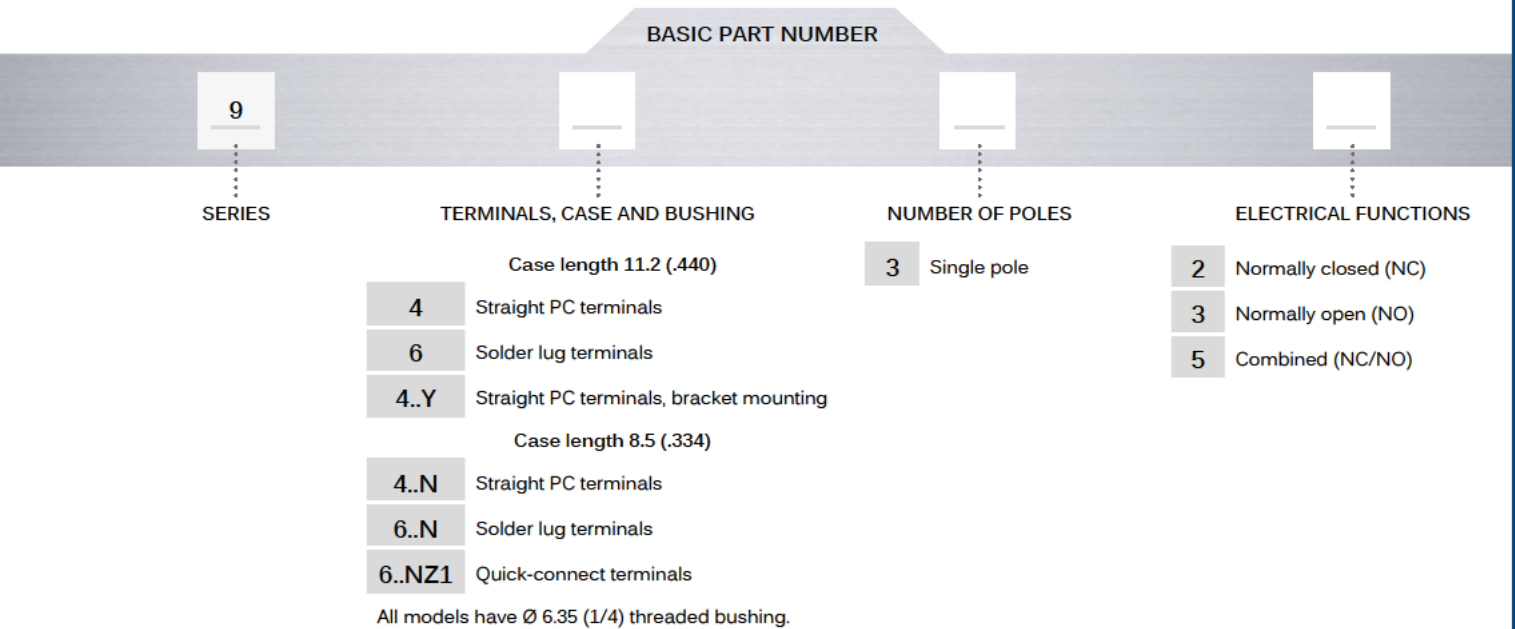 BASIC PART NUMBER
9
SERIES
TERMINALS, CASE AND BUSHING
NUMBER OF POLES
ELECTRICAL FUNCTIONS
Case length 11.2 (.440)
4 Straight PC terminals
6 Solder lug terminals
4..Y Straight PC terminals, bracket mounting
Case length 8.5 (.334)
4..N Straight PC terminals
6..N Solder lug terminals
6..NZ1 Quick-connect terminals
All models have Ø 6.35 (1/4) threaded bushing.
3 Single pole
2 Normally closed (NC)
3 Normally open (NO)
5 Combined (NC/NO)